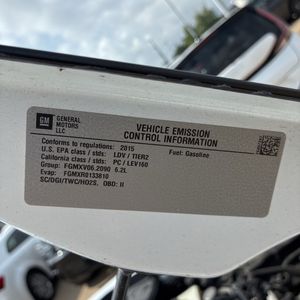 GM
GENERAL
MOTORS
LLC
VEHICLE EMISSION
CONTROL INFORMATION
Conforms to regulations: 2015 Fuel: Gasoline
U.S. EPA class / stds: LDV / TIER2
California class / stds: PC / LEV160
Group: FGMXV06.2090 6.2L
Evap: FGMXR0133810
SC/DGI/TWC/HO2S, OBD: II